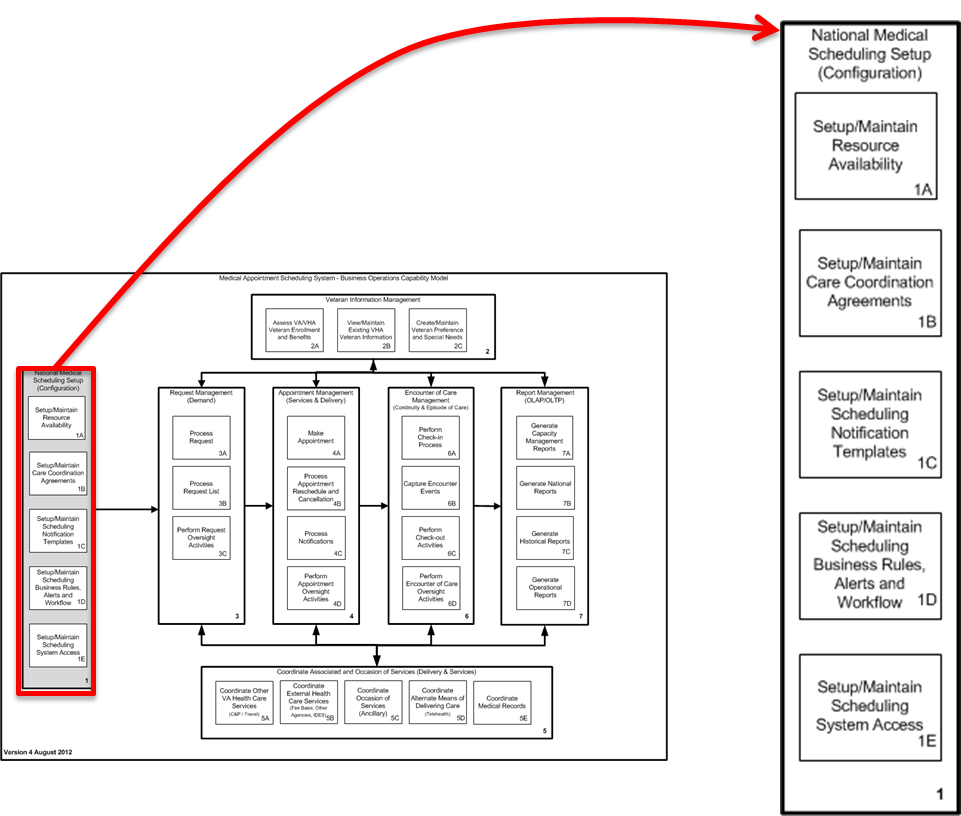 National Medical
Scheduling Setup
(Configuration)
Setup/Maintain
Resource
Availability
1A
Setup/Maintain
Care Coordination
Agreements
1B
Setup/Maintain
Scheduling
Notification
Templates
1C
Setup/Maintain
Scheduling
Business Rules,
Alerts and
Workflow
1D
Setup/Maintain
Scheduling
System Access
1E
1
Medical Appointment Scheduling System - Business Operations Capability Model
Veteran Information Management
Assess VA/VHA
Veteran Enrollment
and Benefits
2A
View/Maintain
Existing VHA
Veteran Information
2B
Create/Maintain
Veteran Preference
and Special Needs
2C
2
National Medical
Scheduling Setup
(Configuration)
Setup/Maintain
Resource
Availability
1A
Setup/Maintain
Care Coordination
Agreements
1B
Setup/Maintain
Scheduling
Notification
Templates
1C
Setup/Maintain
Scheduling
Business Rules,
Alerts and
Workflow
1D
Setup/Maintain
Scheduling
System Access
1E
1
Request Management
(Demand)
Process
Request
3A
Process
Request List
3B
Perform Request
Oversight
Activities
3C
3
Appointment Management
(Services & Delivery)
Make
Appointment
4A
Process
Appointment
Reschedule and
Cancellation
4B
Process
Notifications
4C
Perform
Appointment
Oversight
Activities
4D
4
Encounter of Care
Management
(Continuity & Episode of Care)
Perform
Check-in
Process
6A
Capture Encounter
Events
6B
Perform
Check-out
Activities
6C
Perform
Encounter of Care
Oversight
Activities
6D
6
Report Management
(OLAP/OLTP)
Generate
Capacity
Management
Reports
7A
Generate National
Reports
7B
Generate
Historical Reports
7C
Generate
Operational
Reports
7D
7
Coordinate Associated and Occasion of Services (Delivery & Services)
Coordinate Other
VA Health Care
Services
(C&P / Travel)
5A
Coordinate
External Health
Care Services
(Fee Basis, Other
Agencies, IDES)
5B
Coordinate
Occasion of
Services
(Ancillary)
5C
Coordinate
Alternate Means of
Delivering Care
(Telehealth)
5D
Coordinate
Medical Records
5E
5
Version 4 August 2012